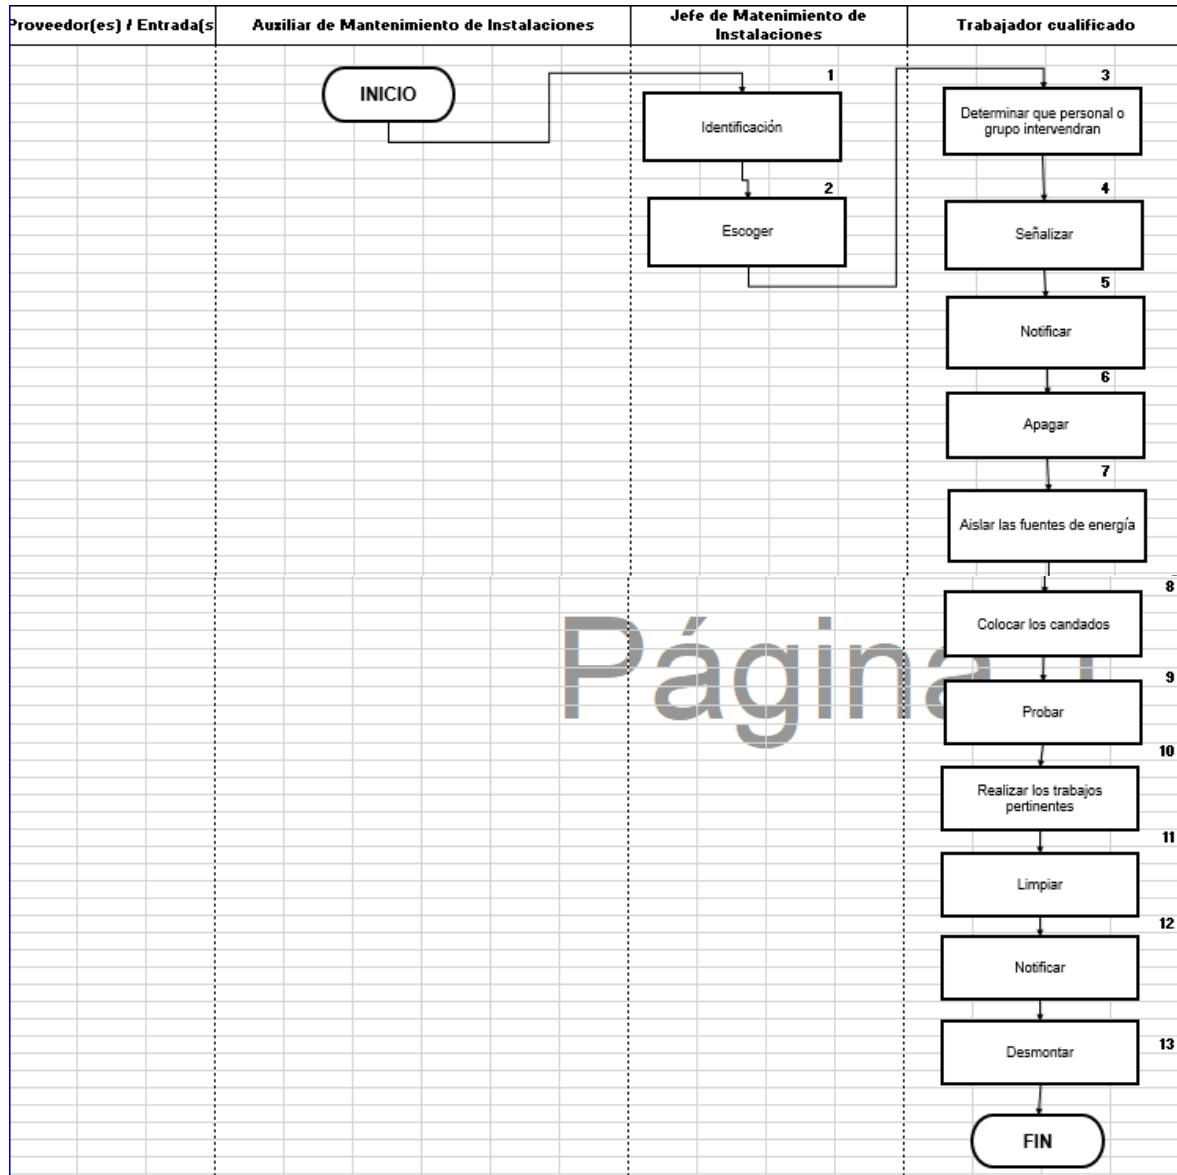 Proveedor(es) / Entrada(s
Auxiliar de Mantenimiento de Instalaciones
Jefe de Matenimiento de
Instalaciones
Trabajador cualificado
INICIO
1
Identificación
2
Escoger
3
Determinar que personal o
grupo intervendran
4
Señalizar
5
Notificar
6
Apagar
7
Aislar las fuentes de energía
8
Colocar los candados
Página 1
9
Probar
10
Realizar los trabajos
pertinentes
11
Limpiar
12
Notificar
13
Desmontar
FIN